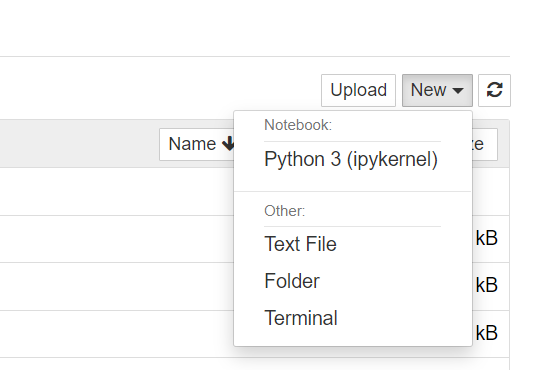 Upload New
Name
Notebook:
Python 3 (ipykernel)
Other:
Text File
kB
Folder
kB
Terminal
kB